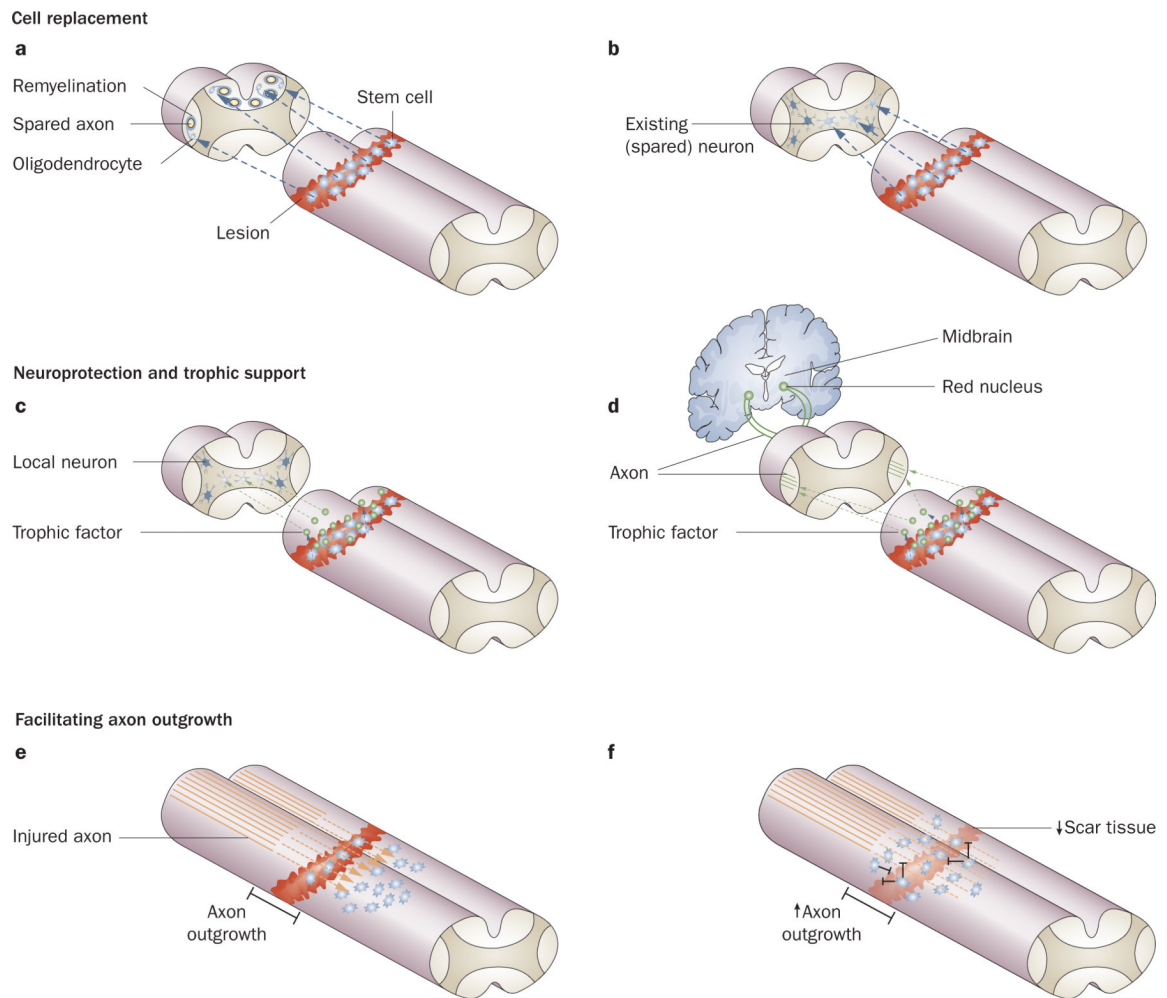 Cell replacement
a
Remyelination
Spared axon
Oligodendrocyte
Stem cell
Lesion
b
Existing
(spared) neuron
Neuroprotection and trophic support
c
Local neuron
Trophic factor
d
Midbrain
Red nucleus
Axon
Trophic factor
Facilitating axon outgrowth
e
Injured axon
Axon
outgrowth
f
↓Scar tissue
↑Axon
outgrowth